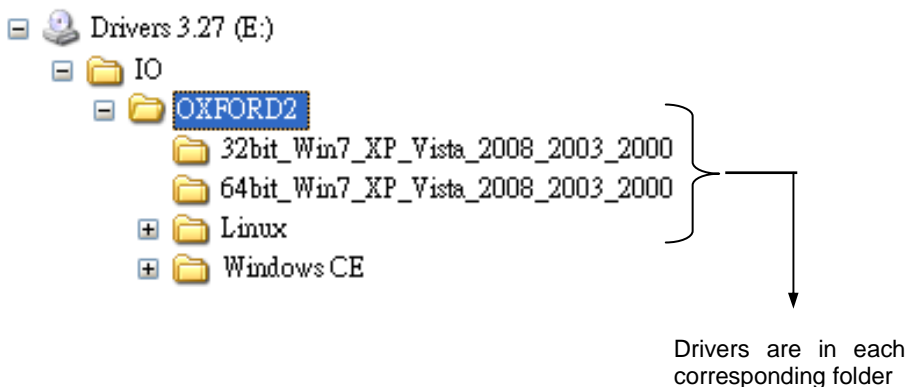 Drivers 3.27 (E:)
IO
OXFORD2
32bit_Win7_XP_Vista_2008_2003_2000
64bit_Win7_XP_Vista_2008_2003_2000
Linux
Windows CE
Drivers are in each
corresponding folder